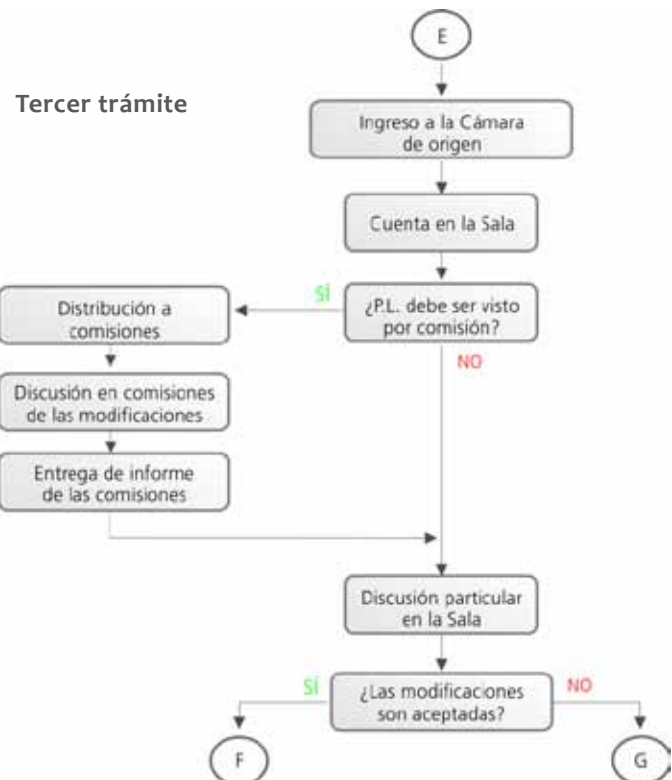 E
Tercer trámite
Ingreso a la Cámara
de origen
Cuenta en la Sala
¿P.L. debe ser visto
por comisión?
SÍ
NO
Distribución a
comisiones
Discusión en comisiones
de las modificaciones
Entrega de informe
de las comisiones
Discusión particular
en la Sala
¿Las modificaciones
son aceptadas?
SÍ
NO
F
G